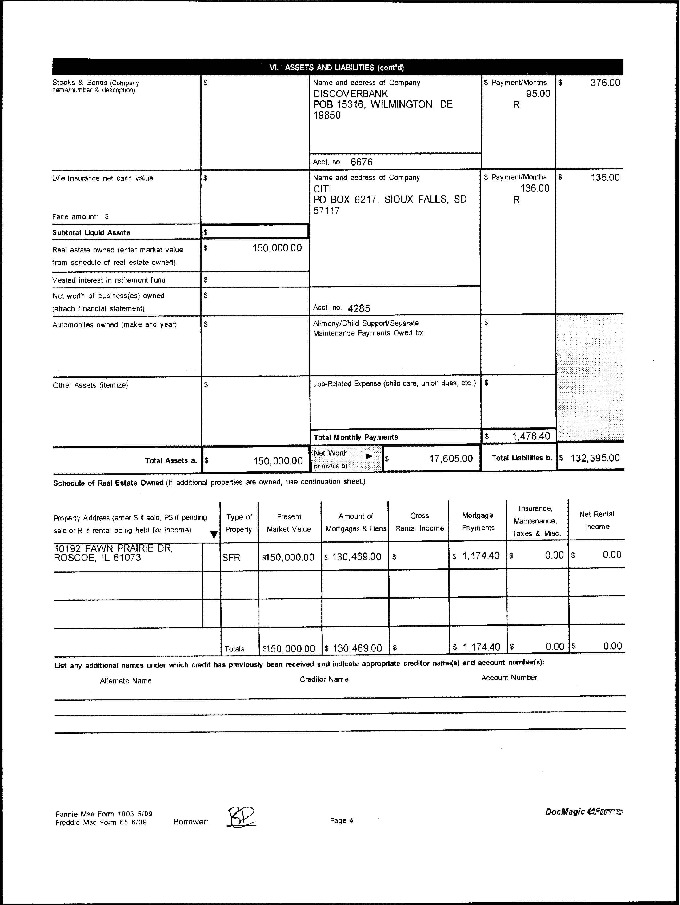 VI. ASSETS AND LIABILITIES (cont'd)
Stocks & Bonds (Company
name/number & description)
$
Name and address of Company
DISCOVERBANK
POB 15316, WILMINGTON, DE
19850
Acct. no. 6676
$ Payment/Months
95.00
R
$ 376.00
Life insurance net cash value
Face amount: $
$
Name and address of Company
CITI
PO BOX 6217, SIOUX FALLS, SD
57117
Acct. no. 4285
$ Payment/Months
136.00
R
$ 136.00
Subtotal Liquid Assets $
Real estate owned (enter market value
from schedule of real estate owned)
$ 150,000.00
Vested interest in retirement fund $
Net worth of business(es) owned
(attach financial statement)
$
Automobiles owned (make and year) $
Alimony/Child Support/Separate
Maintenance Payments Owed to:
$
Other Assets (itemize) $
Job-Related Expense (child care, union dues, etc.) $
Total Monthly Payments $ 1,476.40
Total Assets a. $ 150,000.00
Net Worth
(a minus b)
$ 17,605.00
Total Liabilities b. $ 132,395.00
Schedule of Real Estate Owned (If additional properties are owned, use continuation sheet.)
Property Address (enter S if sold, PS if pending
sale or R if rental being held for income)
Type of
Property
Present
Market Value
Amount of
Mortgages & Liens
Gross
Rental Income
Mortgage
Payments
Insurance,
Maintenance,
Taxes & Misc.
Net Rental
Income
10192 FAWN PRAIRIE DR,
ROSCOE, IL 61073
SFR $150,000.00 $ 130,469.00 $ $ 1,174.40 $ 0.00 $ 0.00
Totals $150,000.00 $ 130,469.00 $ $ 1,174.40 $ 0.00 $ 0.00
List any additional names under which credit has previously been received and indicate appropriate creditor name(s) and account number(s):
Alternate Name Creditor Name Account Number
Fannie Mae Form 1003 6/09
Freddie Mac Form 65 6/09
Borrower:
Page 4
DocMagic